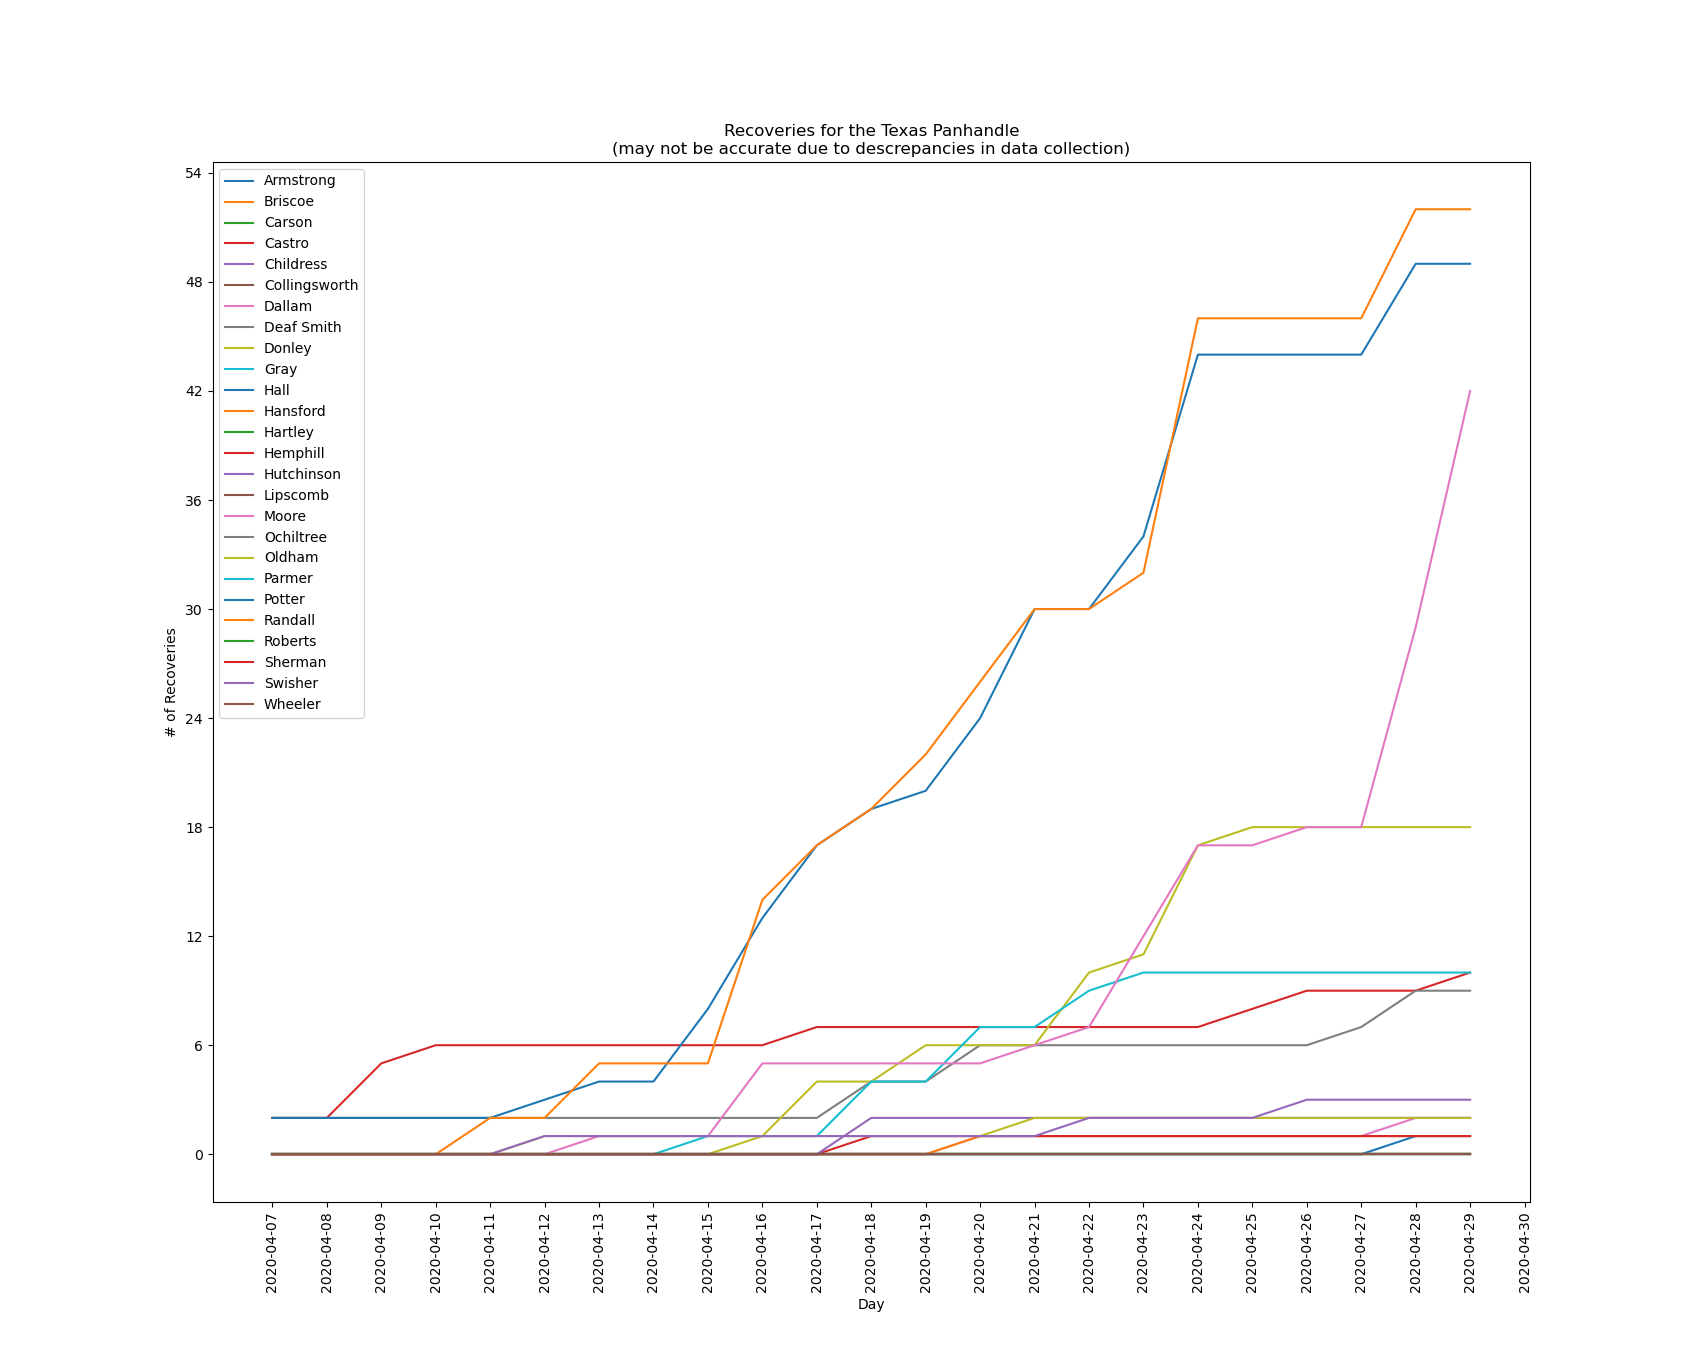 Recoveries for the Texas Panhandle
(may not be accurate due to descrepancies in data collection)
54
48
42
36
30
24
18
12
6
0
# of Recoveries
Armstrong
Briscoe
Carson
Castro
Childress
Collingsworth
Dallam
Deaf Smith
Donley
Gray
Hall
Hansford
Hartley
Hemphill
Hutchinson
Lipscomb
Moore
Ochiltree
Oldham
Parmer
Potter
Randall
Roberts
Sherman
Swisher
Wheeler
2020-04-07
2020-04-08
2020-04-09
2020-04-10
2020-04-11
2020-04-12
2020-04-13
2020-04-14
2020-04-15
2020-04-16
2020-04-17
2020-04-18
2020-04-19
2020-04-20
2020-04-21
2020-04-22
2020-04-23
2020-04-24
2020-04-25
2020-04-26
2020-04-27
2020-04-28
2020-04-29
2020-04-30
Day